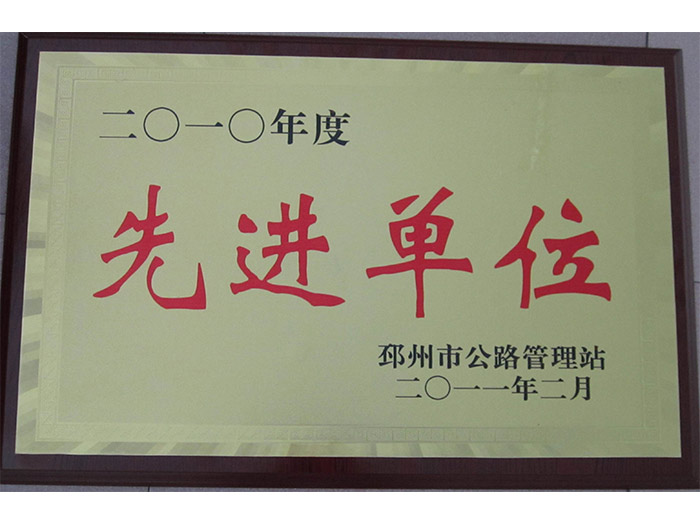 二〇一〇年度
先进单位
邳州市公路管理站
二〇一一年二月